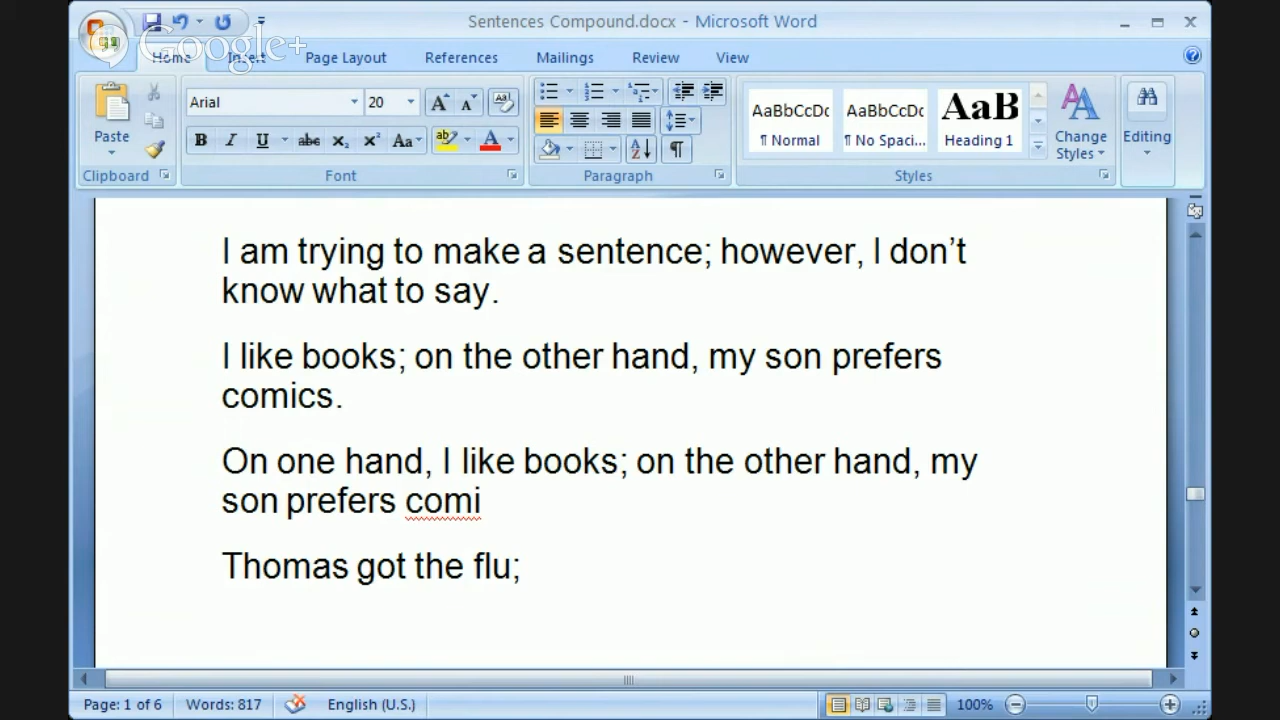 Sentences Compound.docx - Microsoft Word
Google+
Home Insert Page Layout References Mailings Review View
Paste
Clipboard
Arial 20
Font
Paragraph
AaBbCcDc AaBbCcDc AaB
¶ Normal ¶ No Spaci... Heading 1
Change Styles
Styles
Editing
I am trying to make a sentence; however, I don’t
know what to say.
I like books; on the other hand, my son prefers
comics.
On one hand, I like books; on the other hand, my
son prefers comi
Thomas got the flu;
Page: 1 of 6 Words: 817 English (U.S.) 100%